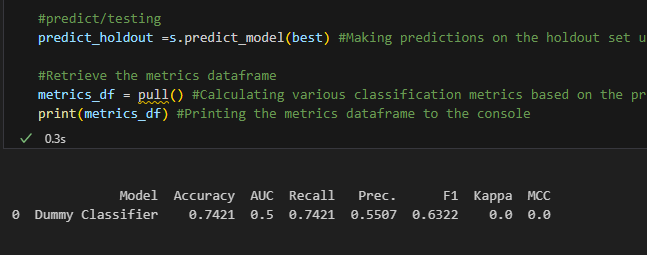 #predict/testing
predict_holdout =s.predict_model(best) #Making predictions on the holdout set u
#Retrieve the metrics dataframe
metrics_df = pull() #Calculating various classification metrics based on the pr
print(metrics_df) #Printing the metrics dataframe to the console
0.3s
Model Accuracy AUC Recall Prec. F1 Kappa MCC
0 Dummy Classifier 0.7421 0.5 0.7421 0.5507 0.6322 0.0 0.0